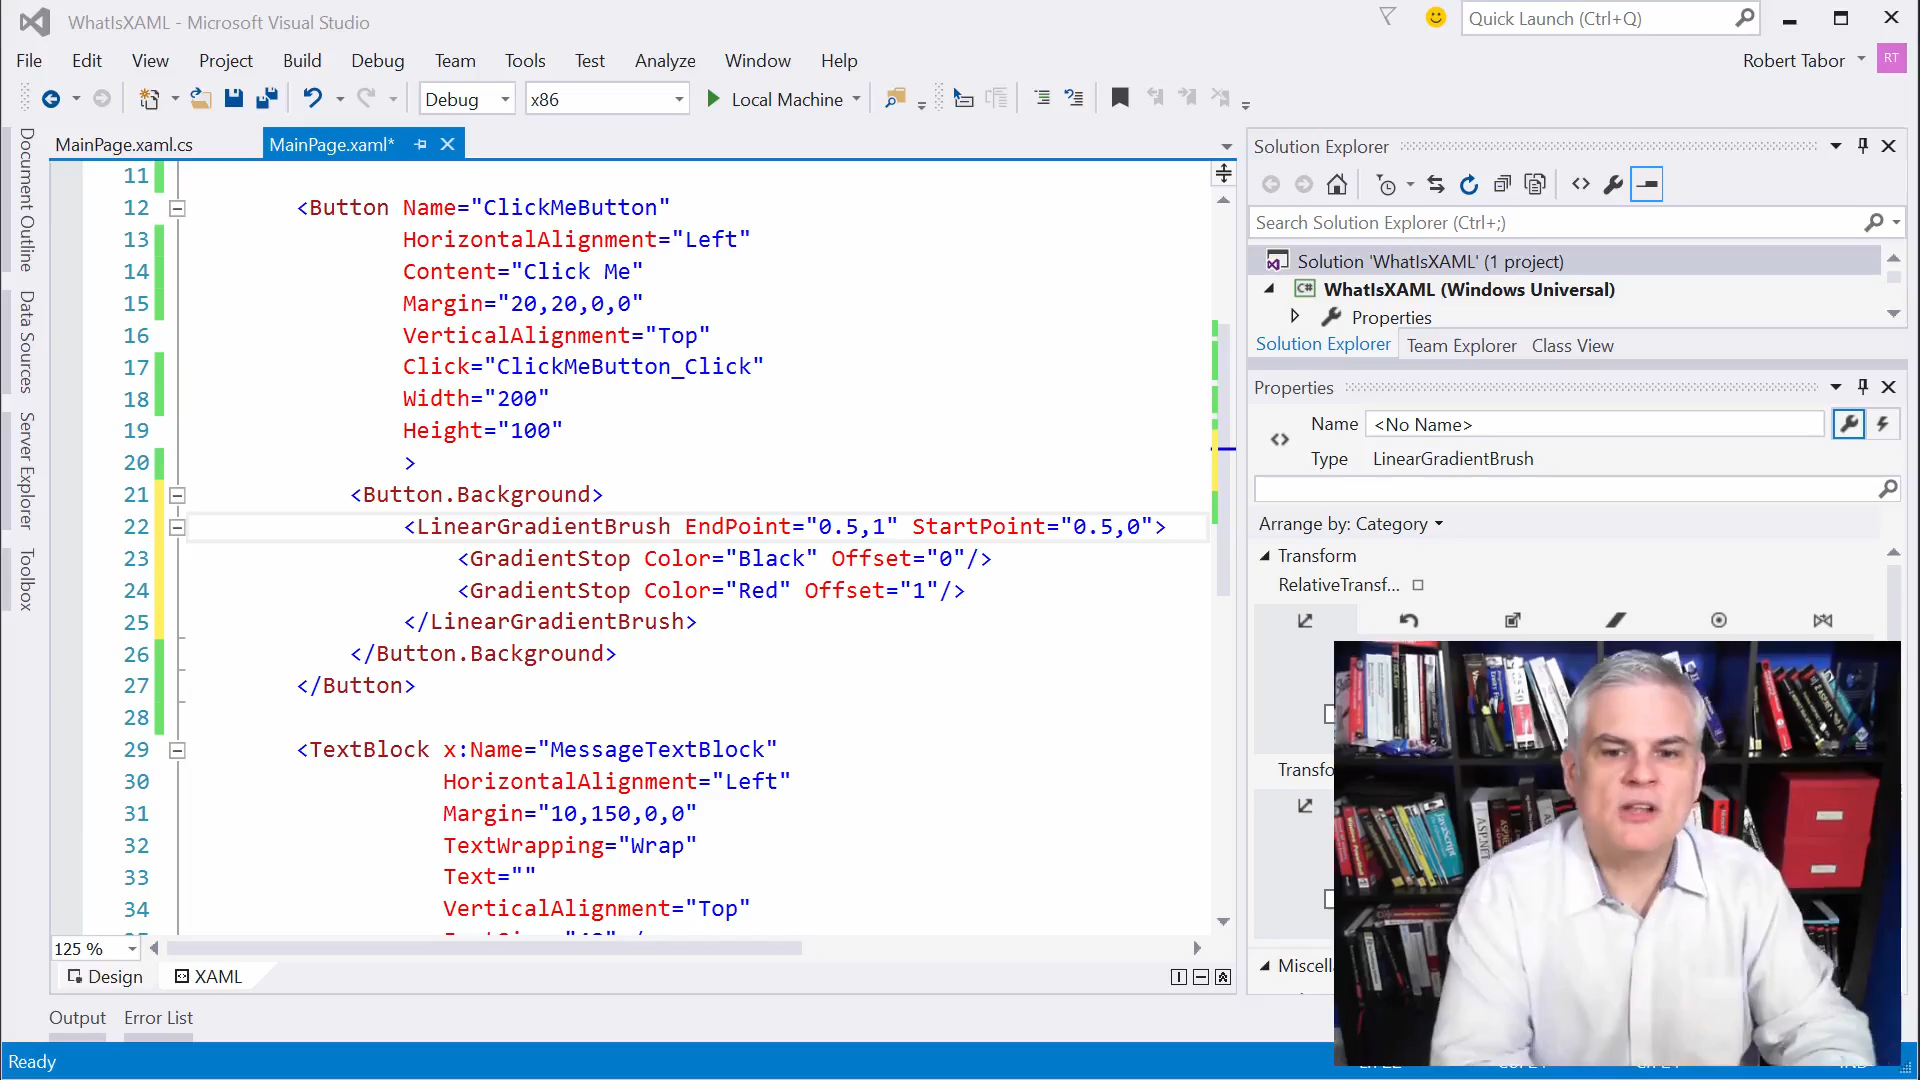 WhatIsXAML - Microsoft Visual Studio
Quick Launch (Ctrl+Q)
File Edit View Project Build Debug Team Tools Test Analyze Window Help
Robert Tabor RT
Debug x86 Local Machine
Document Outline
Data Sources
Server Explorer
Toolbox
MainPage.xaml.cs MainPage.xaml*
11
12 <Button Name="ClickMeButton"
13 HorizontalAlignment="Left"
14 Content="Click Me"
15 Margin="20,20,0,0"
16 VerticalAlignment="Top"
17 Click="ClickMeButton_Click"
18 Width="200"
19 Height="100"
20 >
21 <Button.Background>
22 <LinearGradientBrush EndPoint="0.5,1" StartPoint="0.5,0">
23 <GradientStop Color="Black" Offset="0"/>
24 <GradientStop Color="Red" Offset="1"/>
25 </LinearGradientBrush>
26 </Button.Background>
27 </Button>
28
29 <TextBlock x:Name="MessageTextBlock"
30 HorizontalAlignment="Left"
31 Margin="10,150,0,0"
32 TextWrapping="Wrap"
33 Text=""
34 VerticalAlignment="Top"
125 %
Design XAML
Output Error List
Ready
Solution Explorer
Search Solution Explorer (Ctrl+;)
Solution 'WhatIsXAML' (1 project)
C# WhatIsXAML (Windows Universal)
Properties
Solution Explorer Team Explorer Class View
Properties
Name <No Name>
Type LinearGradientBrush
Arrange by: Category
Transform
RelativeTransf...
Transfo
Miscell
ASP.NET
JavaScript